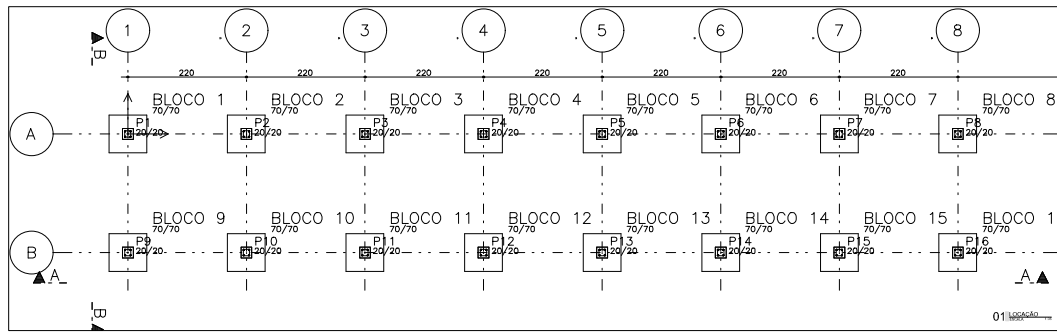 1 2 3 4 5 6 7 8
B
220 220 220 220 220 220 220
BLOCO 1 BLOCO 2 BLOCO 3 BLOCO 4 BLOCO 5 BLOCO 6 BLOCO 7 BLOCO 8
70/70 70/70 70/70 70/70 70/70 70/70 70/70 70/70
P1 P2 P3 P4 P5 P6 P7 P8
A
20/20 20/20 20/20 20/20 20/20 20/20 20/20 20/20
BLOCO 9 BLOCO 10 BLOCO 11 BLOCO 12 BLOCO 13 BLOCO 14 BLOCO 15 BLOCO 1
70/70 70/70 70/70 70/70 70/70 70/70 70/70 70/70
P9 P10 P11 P12 P13 P14 P15 P16
B
20/20 20/20 20/20 20/20 20/20 20/20 20/20 20/20
A A
B
01 LOCAÇÃO